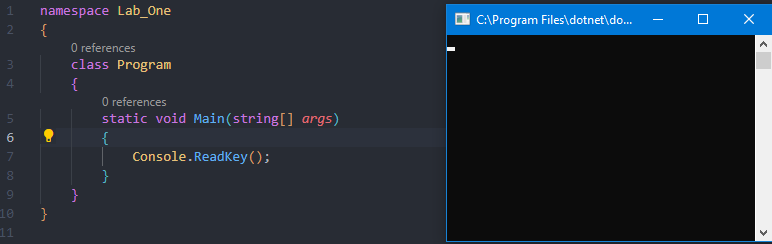 1 namespace Lab_One
2 {
0 references
3 class Program
4 {
0 references
5 static void Main(string[] args)
6 {
7 Console.ReadKey();
8 }
9 }
10 }
11
C:\Program Files\dotnet\do...